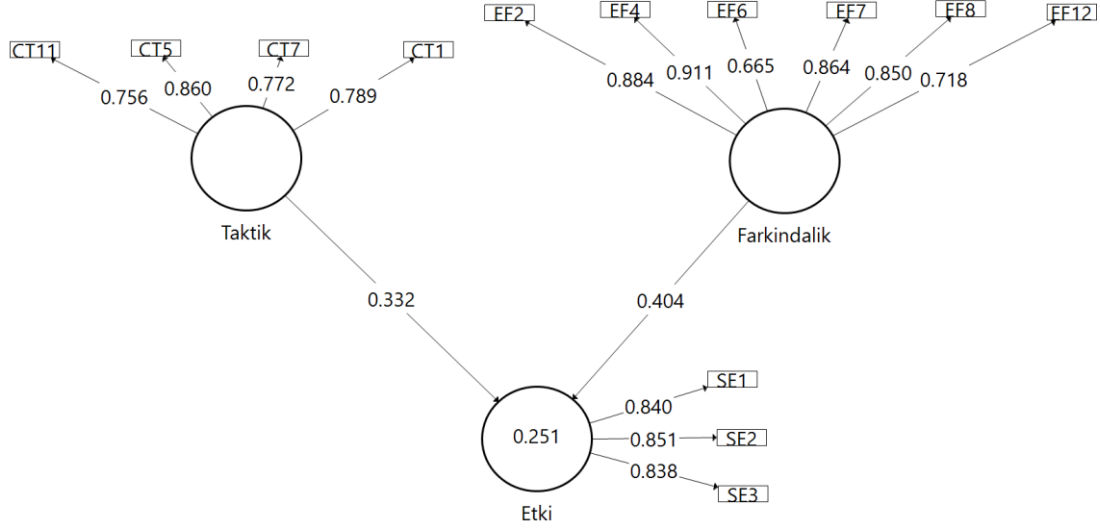 EF2 EF4 EF6 EF7 EF8 EF12
CT11 CT5 CT7 CT1
0.884 0.911 0.665 0.864 0.850 0.718
0.756 0.860 0.772 0.789
Taktik
Farkindalik
0.332
0.404
SE1
0.840
0.251
0.851
SE2
0.838
SE3
Etki